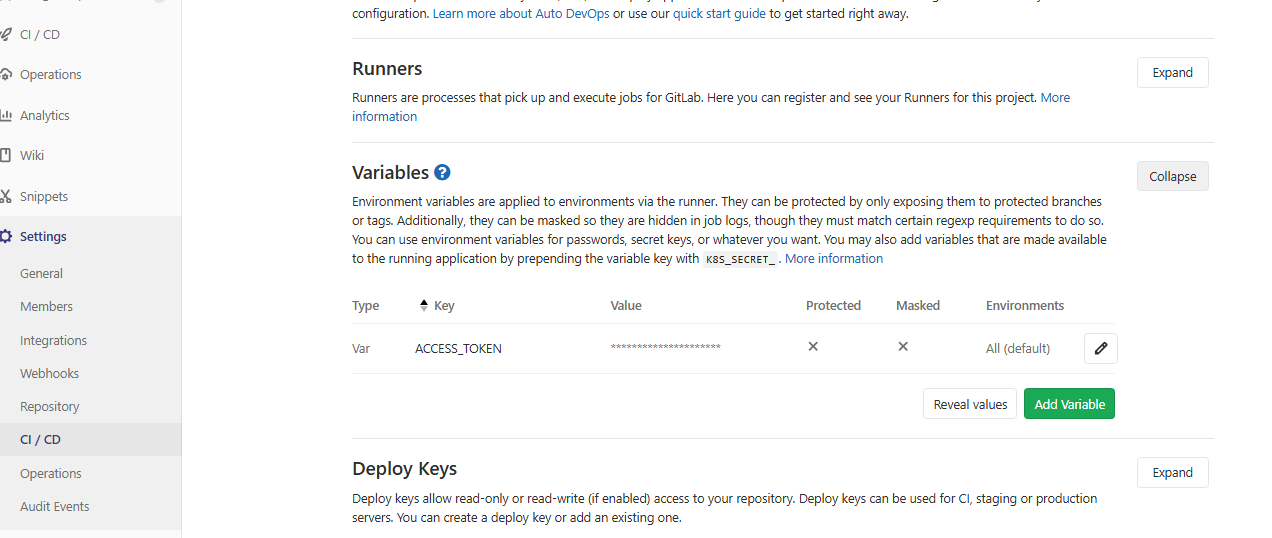 configuration. Learn more about Auto DevOps or use our quick start guide to get started right away.
CI / CD
Operations
Analytics
Wiki
Snippets
Settings
General
Members
Integrations
Webhooks
Repository
CI / CD
Operations
Audit Events
Runners
Expand
Runners are processes that pick up and execute jobs for GitLab. Here you can register and see your Runners for this project. More
information
Variables ?
Collapse
Environment variables are applied to environments via the runner. They can be protected by only exposing them to protected branches
or tags. Additionally, they can be masked so they are hidden in job logs, though they must match certain regexp requirements to do so.
You can use environment variables for passwords, secret keys, or whatever you want. You may also add variables that are made available
to the running application by prepending the variable key with K8S_SECRET_. More information
Type Key Value Protected Masked Environments
Var ACCESS_TOKEN ********************* All (default)
Reveal values Add Variable
Deploy Keys
Expand
Deploy keys allow read-only or read-write (if enabled) access to your repository. Deploy keys can be used for CI, staging or production
servers. You can create a deploy key or add an existing one.